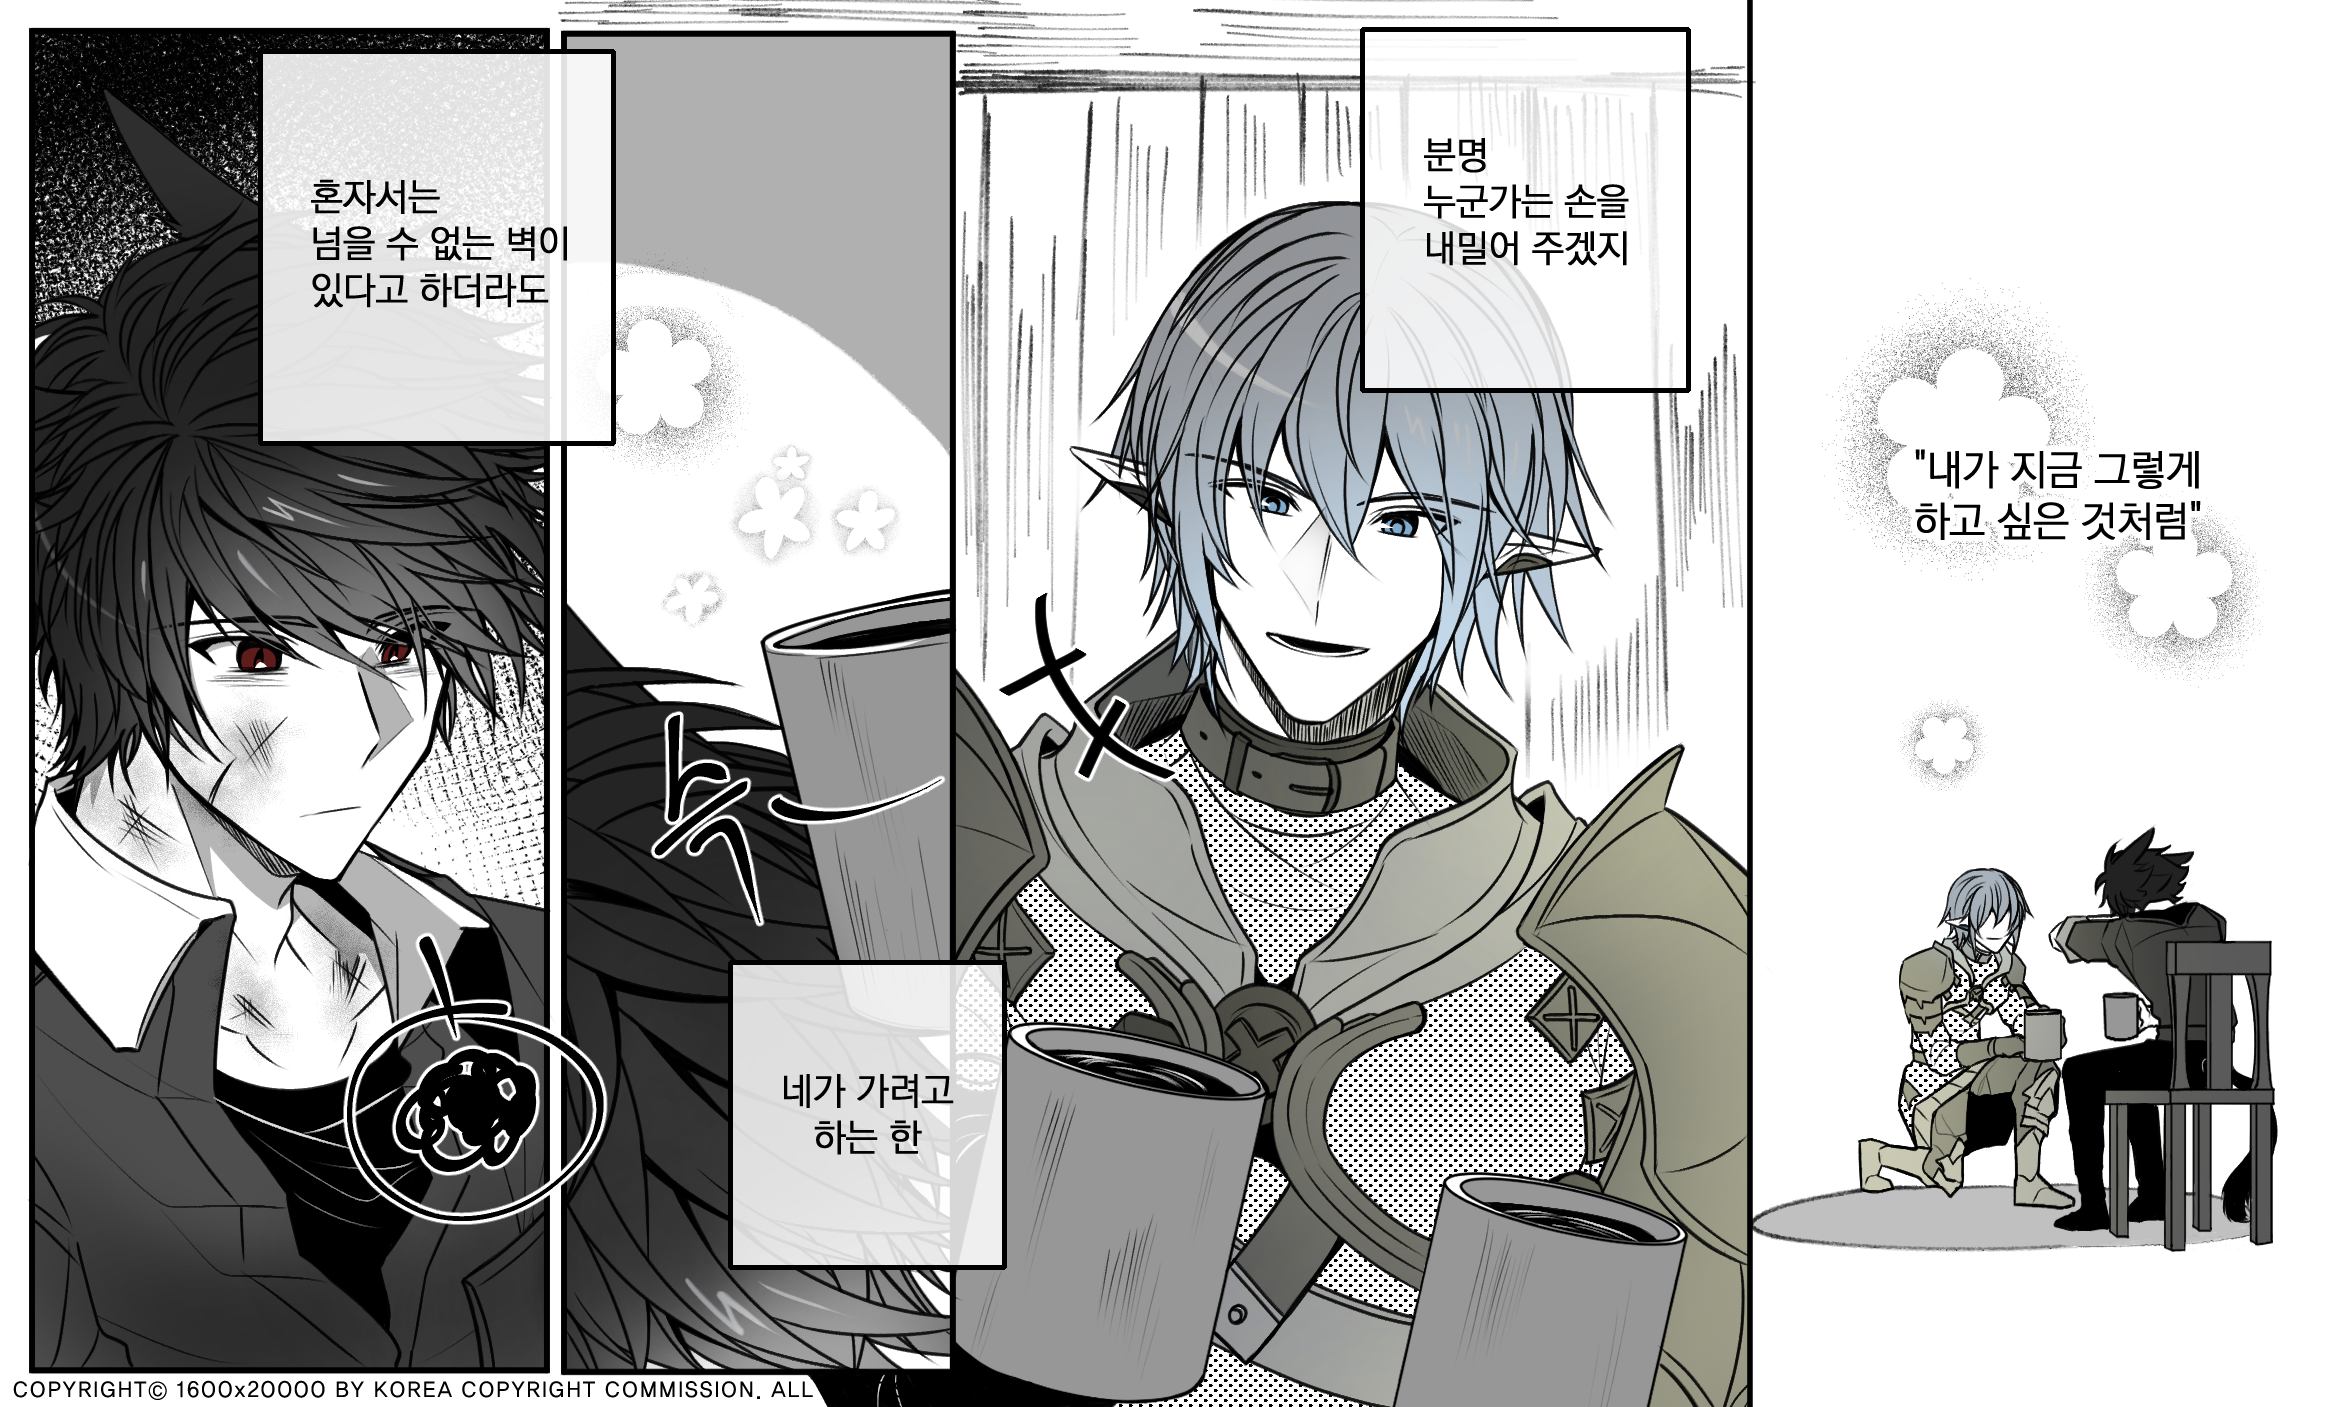 혼자서는
넘을 수 없는 벽이
있다고 하더라도
톡
네가 가려고
하는 한
분명
누군가는 손을
내밀어 주겠지
"내가 지금 그렇게
하고 싶은 것처럼"
COPYRIGHT© 1600x20000 BY KOREA COPYRIGHT COMMISSION. ALL